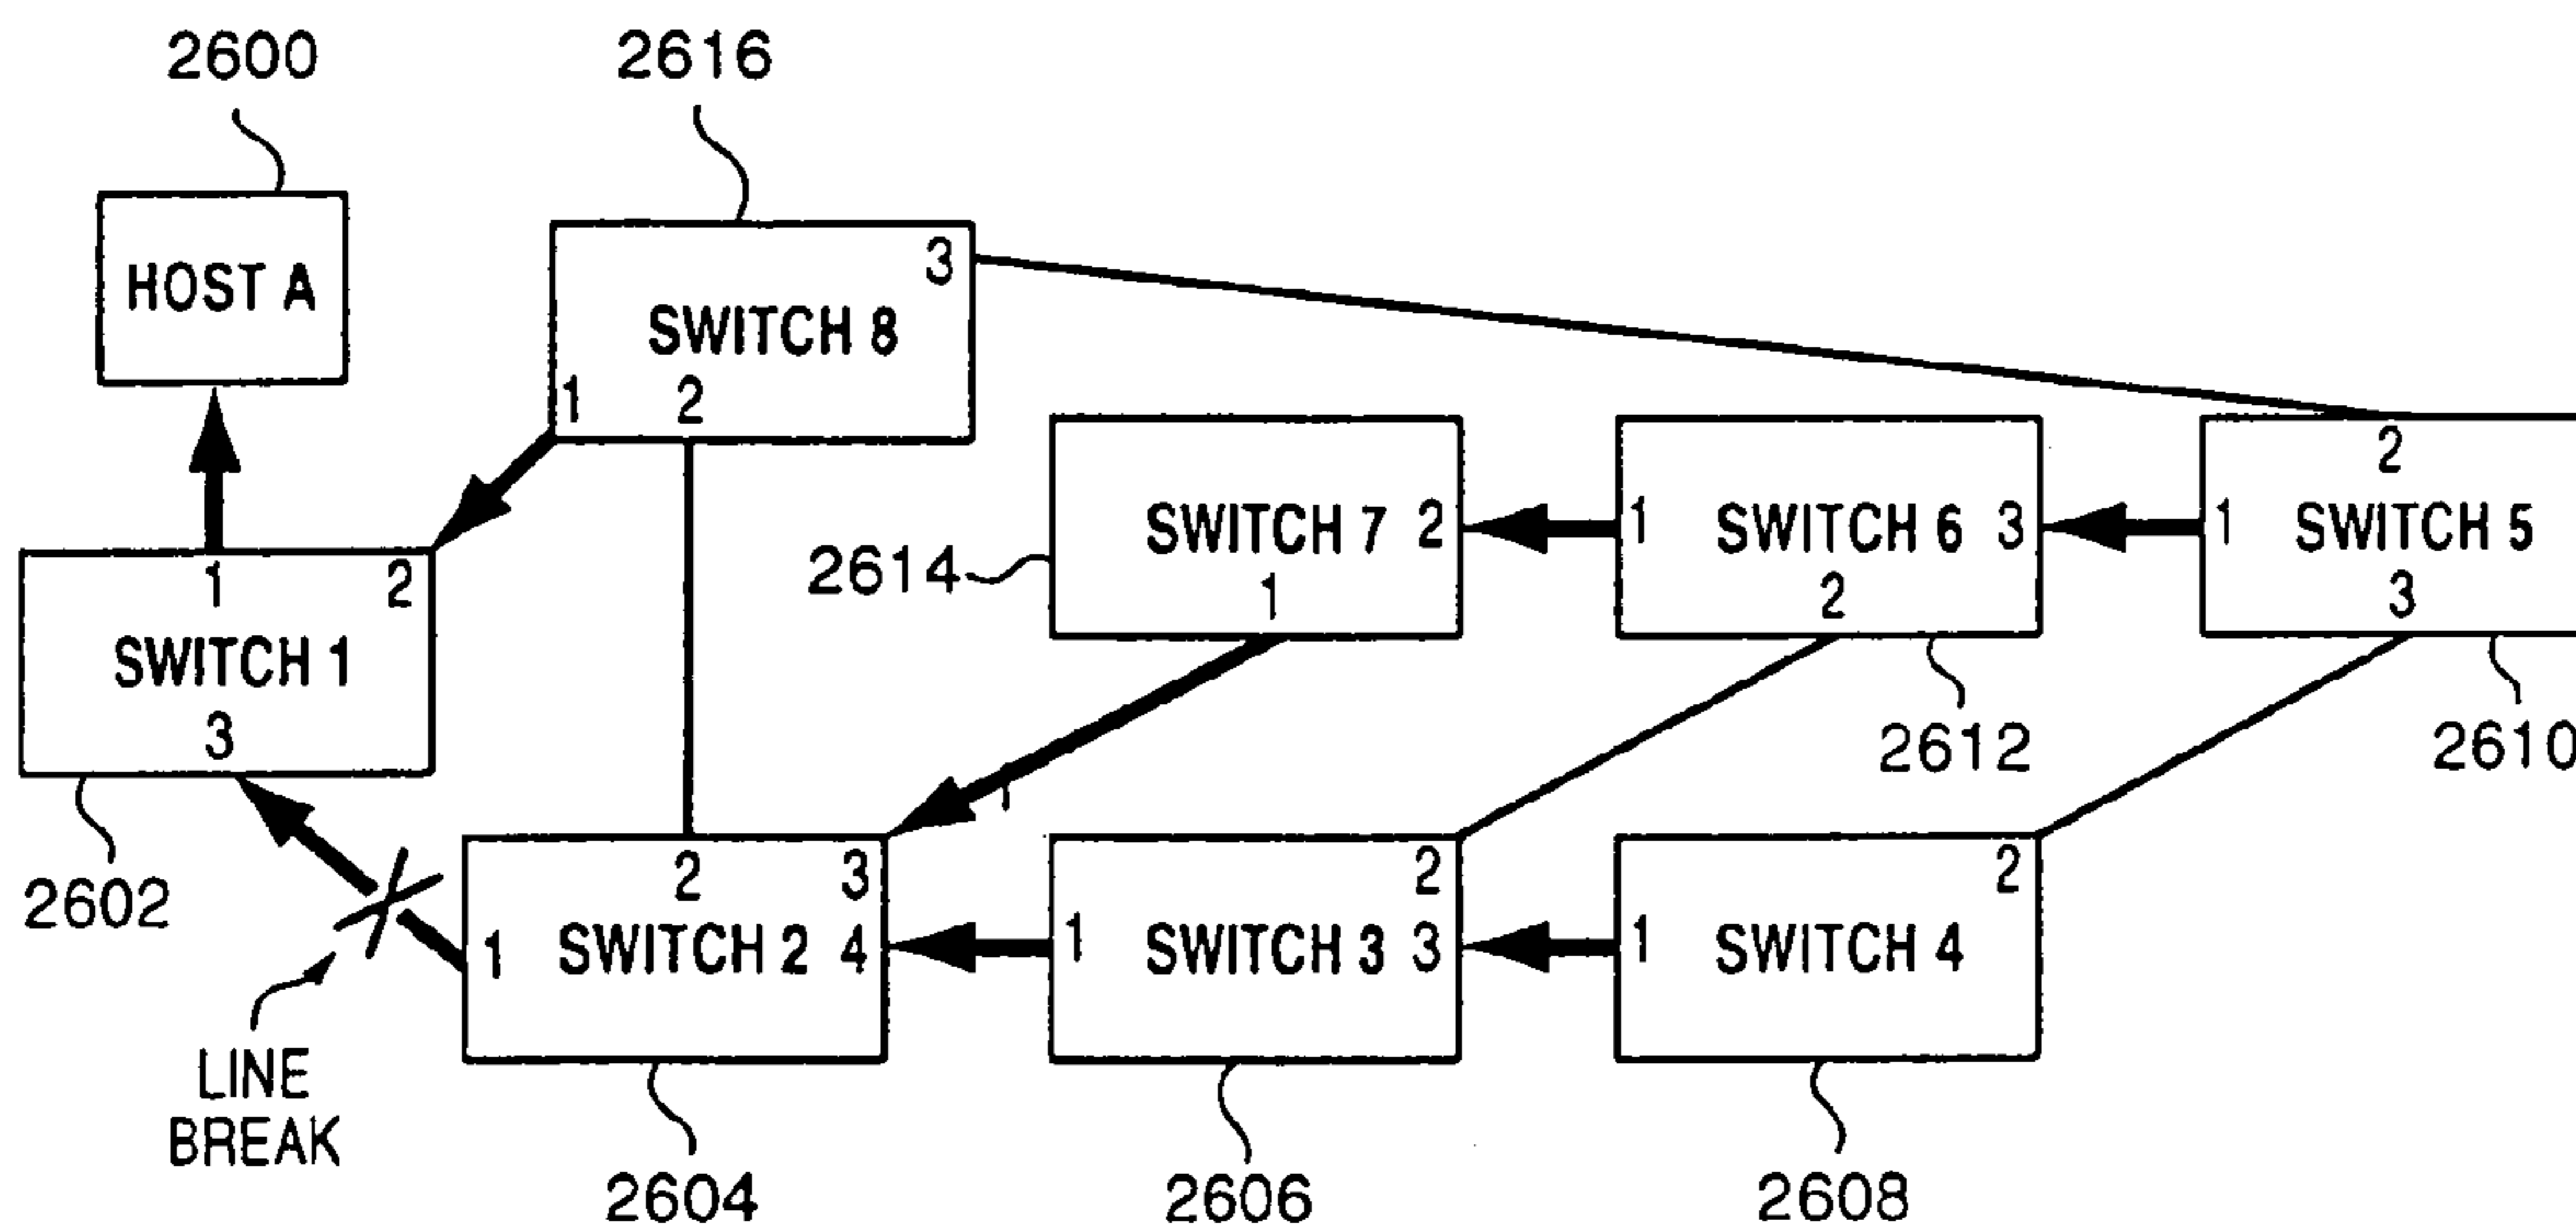 2600
2616
HOST A
3
SWITCH 8
1 2
2
1 SWITCH 5
3
SWITCH 7 2
1
1 SWITCH 6 3
2
2614
1 2
SWITCH 1
3
2612
2610
2602
2 3
1 SWITCH 2 4
2
1 SWITCH 3 3
2
1 SWITCH 4
LINE
BREAK
2604
2606
2608